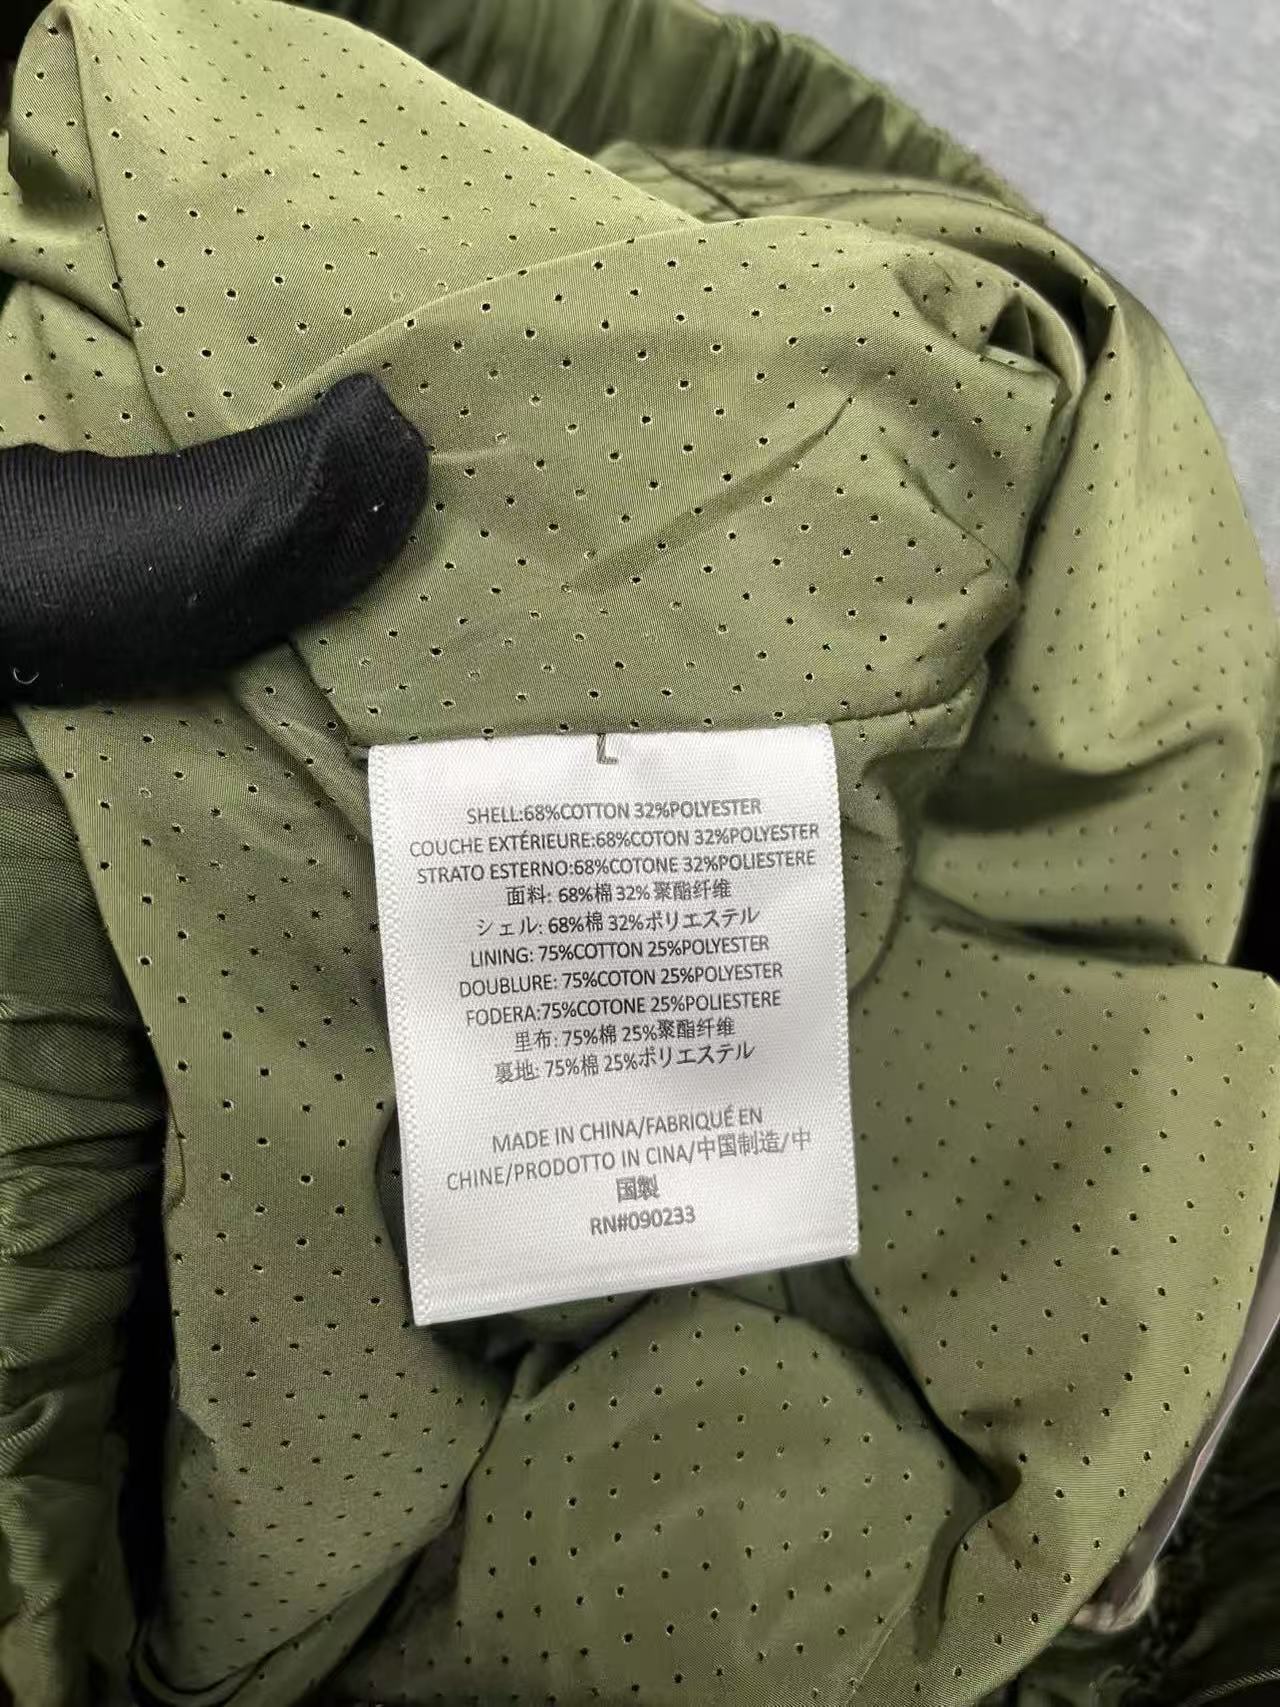 L
SHELL:68%COTTON 32%POLYESTER
COUCHE EXTÉRIEURE:68%COTON 32%POLYESTER
STRATO ESTERNO:68%COTONE 32%POLIESTERE
面料: 68%棉 32% 聚酯纤维
シェル: 68%棉 32%ポリエステル
LINING: 75%COTTON 25%POLYESTER
DOUBLURE: 75%COTON 25%POLYESTER
FODERA:75%COTONE 25%POLIESTERE
里布: 75%棉 25%聚酯纤维
裏地: 75%棉 25%ポリエステル
MADE IN CHINA/FABRIQUÉ EN
CHINE/PRODOTTO IN CINA/中国制造/中
国製
RN#090233